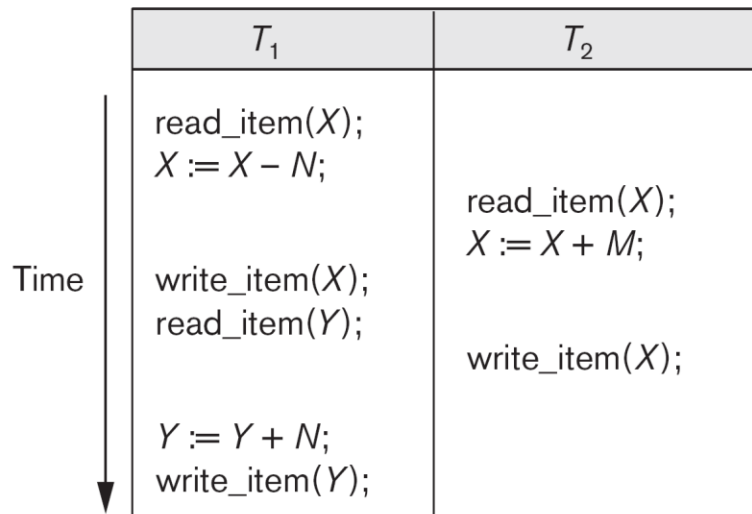 T₁ T₂
read_item(X);
X := X – N;
read_item(X);
X := X + M;
Time
write_item(X);
read_item(Y);
write_item(X);
Y := Y + N;
write_item(Y);